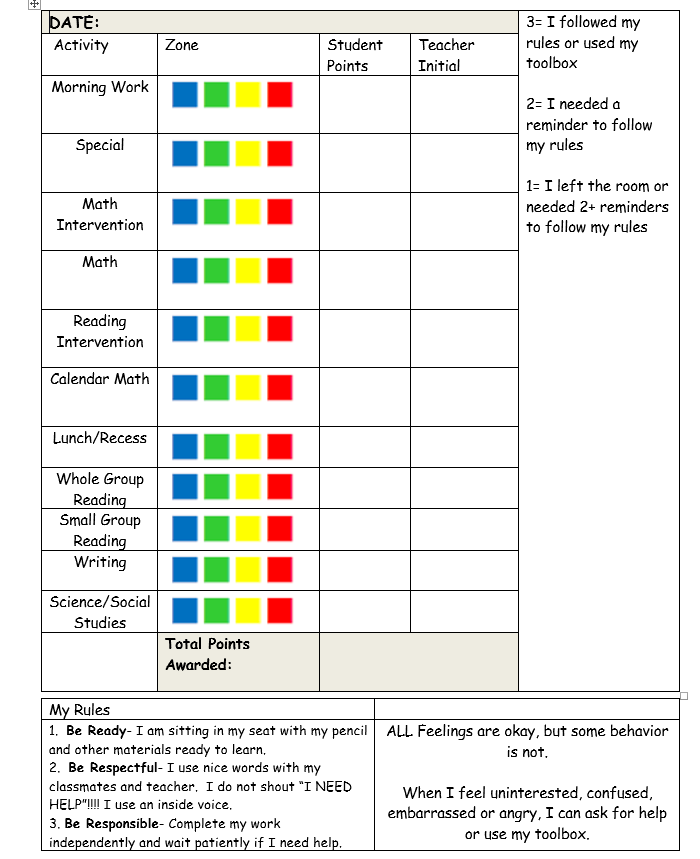 DATE:
Activity
Zone
Student
Points
Teacher
Initial
3= I followed my
rules or used my
toolbox
2= I needed a
reminder to follow
my rules
1= I left the room or
needed 2+ reminders
to follow my rules
Morning Work
Special
Math
Intervention
Math
Reading
Intervention
Calendar Math
Lunch/Recess
Whole Group
Reading
Small Group
Reading
Writing
Science/Social
Studies
Total Points
Awarded:
My Rules
1. Be Ready- I am sitting in my seat with my pencil
and other materials ready to learn.
2. Be Respectful- I use nice words with my
classmates and teacher. I do not shout “I NEED
HELP”!!!! I use an inside voice.
3. Be Responsible- Complete my work
independently and wait patiently if I need help.
ALL Feelings are okay, but some behavior
is not.
When I feel uninterested, confused,
embarrassed or angry, I can ask for help
or use my toolbox.